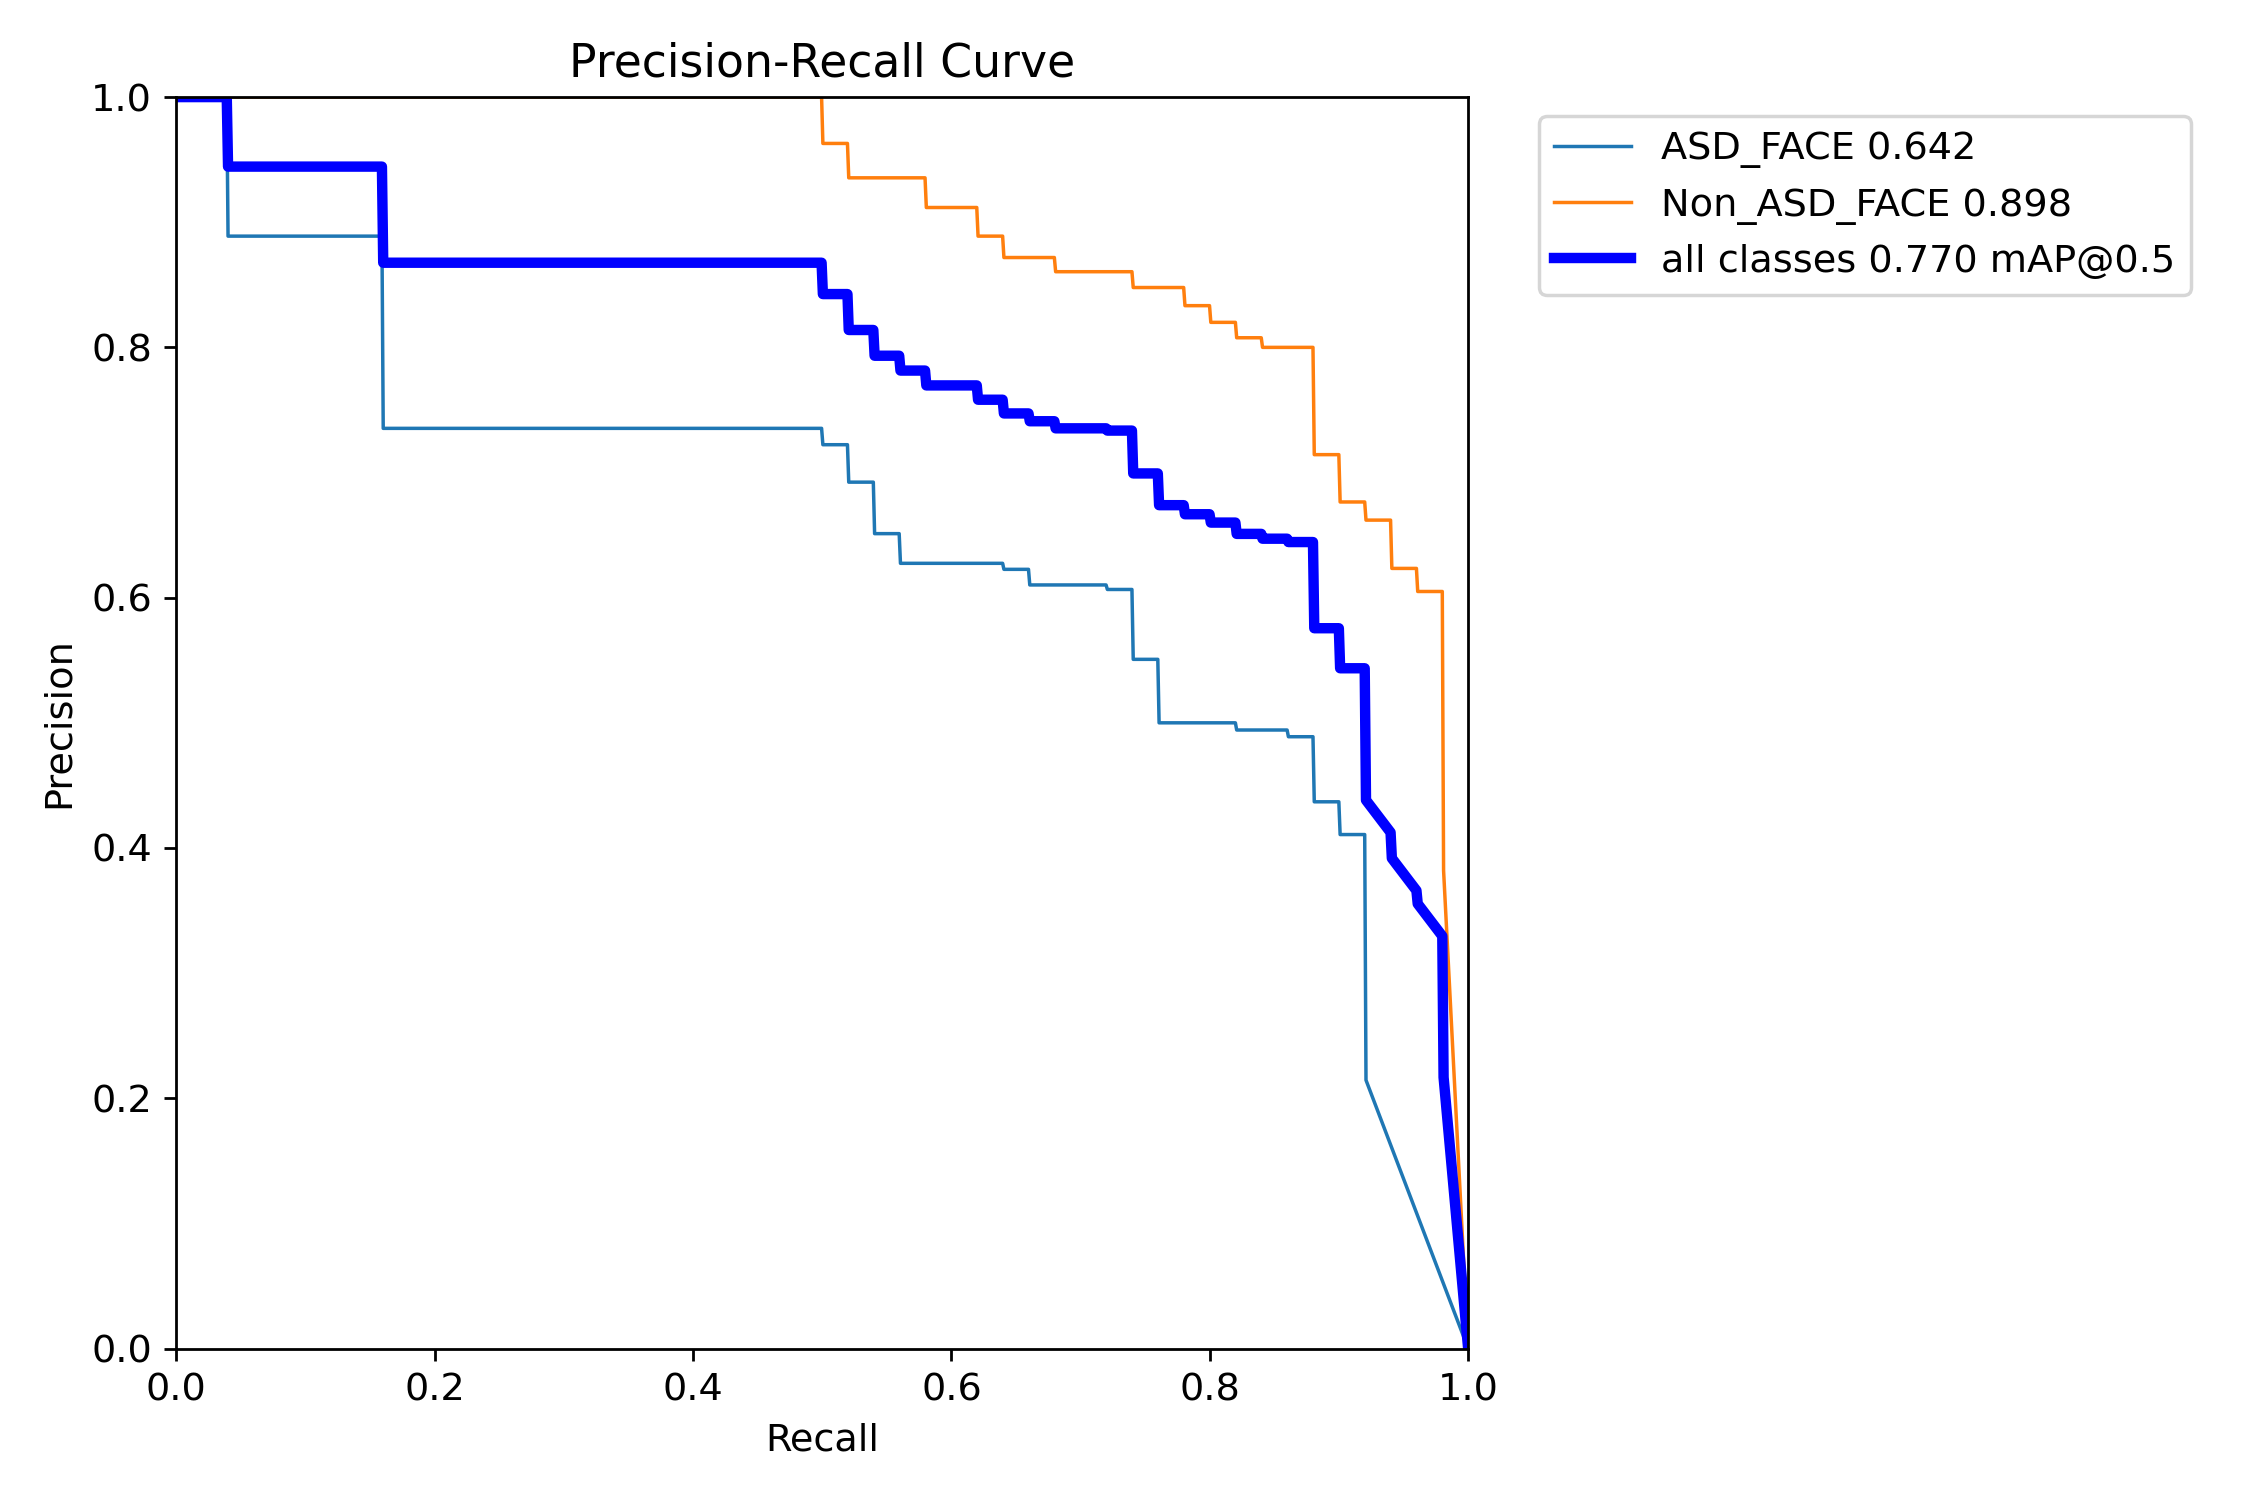 Precision-Recall Curve
1.0
0.8
0.6
0.4
0.2
0.0
Precision
0.0 0.2 0.4 0.6 0.8 1.0
Recall
ASD_FACE 0.642
Non_ASD_FACE 0.898
all classes 0.770 mAP@0.5